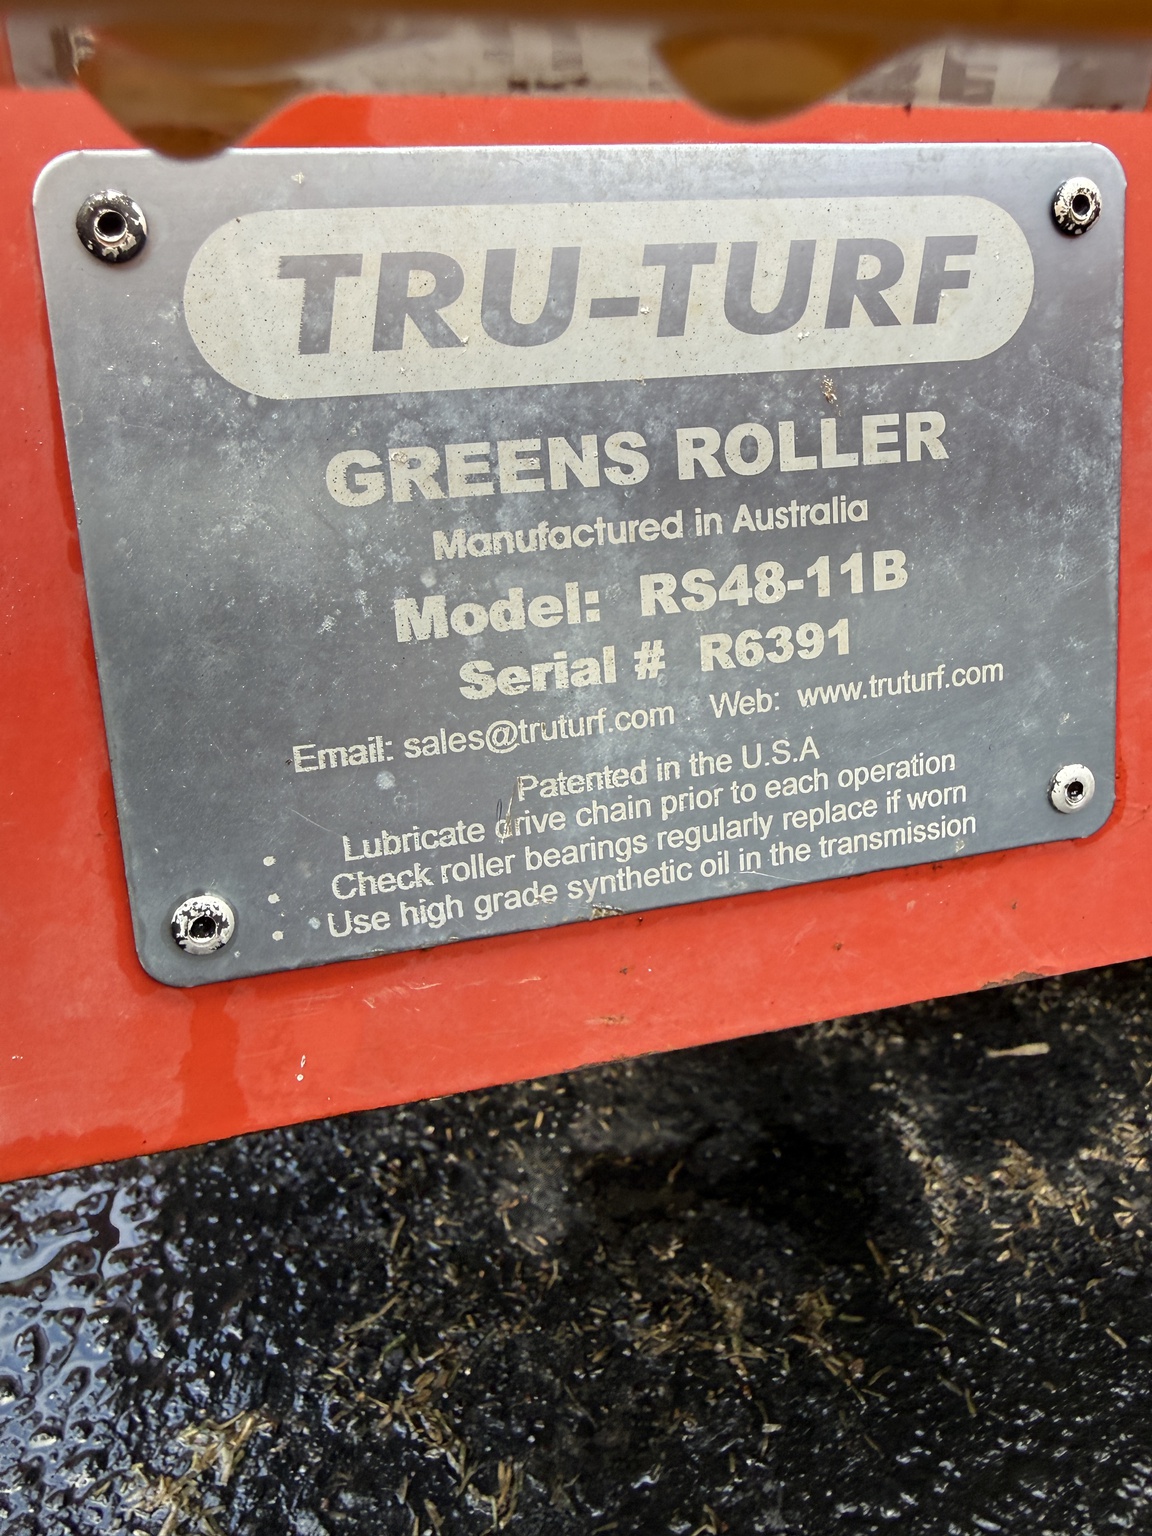 TRU-TURF
GREENS ROLLER
Manufactured in Australia
Model: RS48-11B
Serial # R6391
Email: sales@truturf.com Web: www.truturf.com
Patented in the U.S.A
• Lubricate drive chain prior to each operation
• Check roller bearings regularly replace if worn
• Use high grade synthetic oil in the transmission